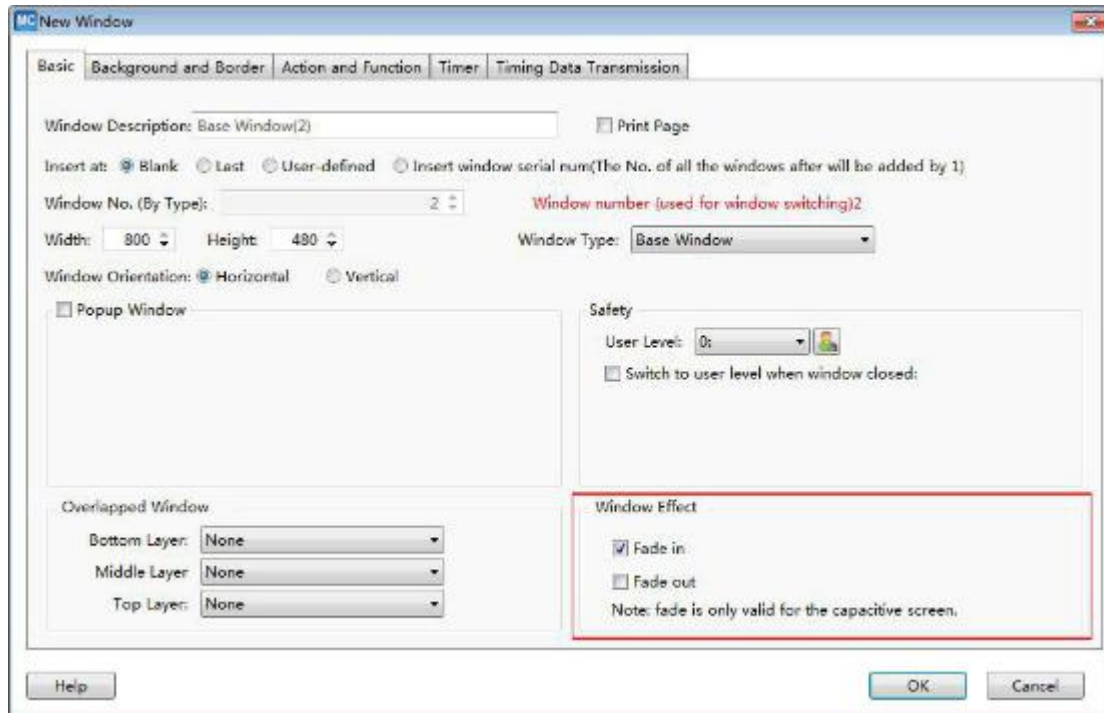 MC New Window
Basic Background and Border Action and Function Timer Timing Data Transmission
Window Description: Base Window(2) Print Page
Insert at: Blank Last User-defined Insert window serial num(The No. of all the windows after will be added by 1)
Window No. (By Type): 2 Window number (used for window switching)2
Width: 800 Height: 480 Window Type: Base Window
Window Orientation: Horizontal Vertical
Popup Window
Safety
User Level: 0:
Switch to user level when window closed:
Overlapped Window
Bottom Layer: None
Middle Layer None
Top Layer: None
Window Effect
Fade in
Fade out
Note: fade is only valid for the capacitive screen.
Help OK Cancel